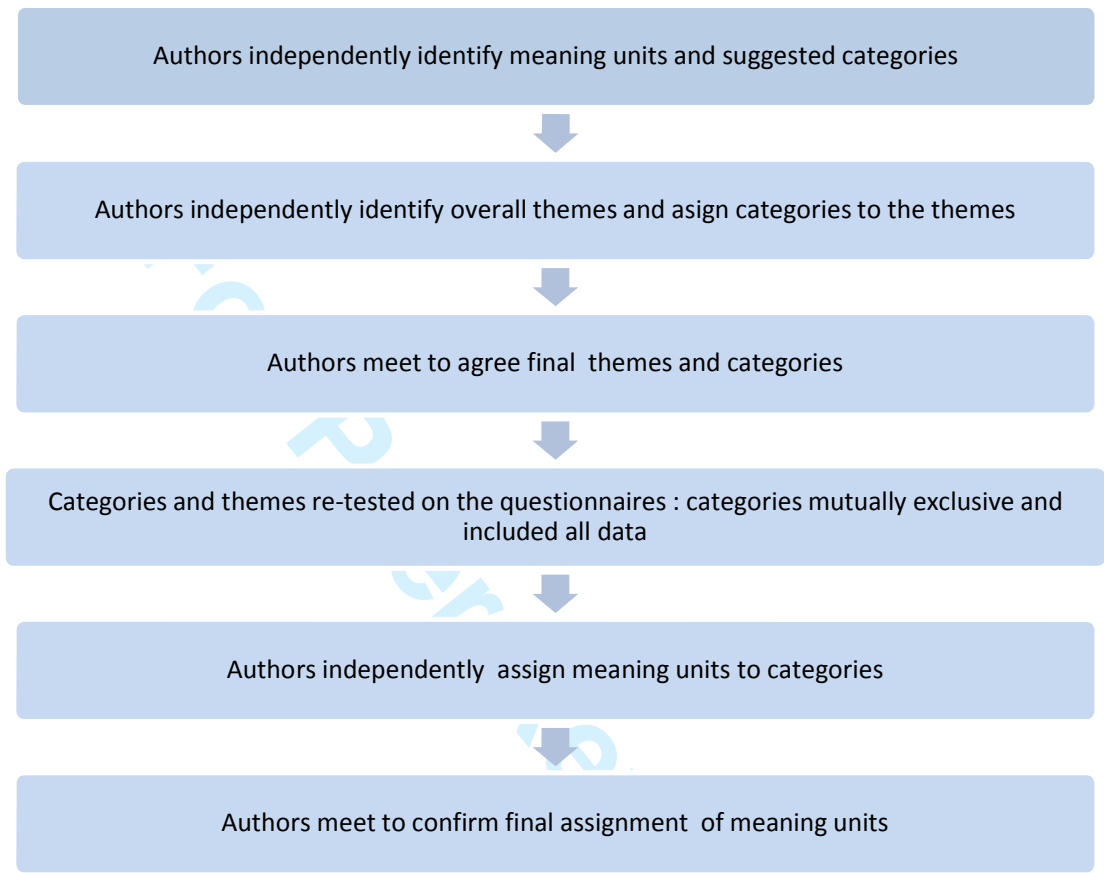 Authors independently identify meaning units and suggested categories
Authors independently identify overall themes and asign categories to the themes
Authors meet to agree final  themes and categories
Categories and themes re-tested on the questionnaires : categories mutually exclusive and
included all data
Authors independently  assign meaning units to categories
Authors meet to confirm final assignment  of meaning units